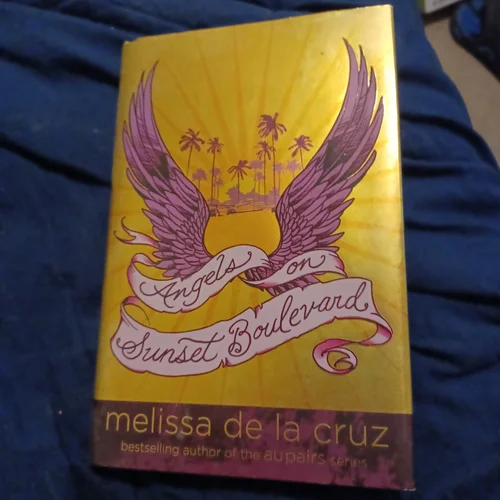 Angels on
Sunset Boulevard
melissa de la cruz
bestselling author of the au pairs series